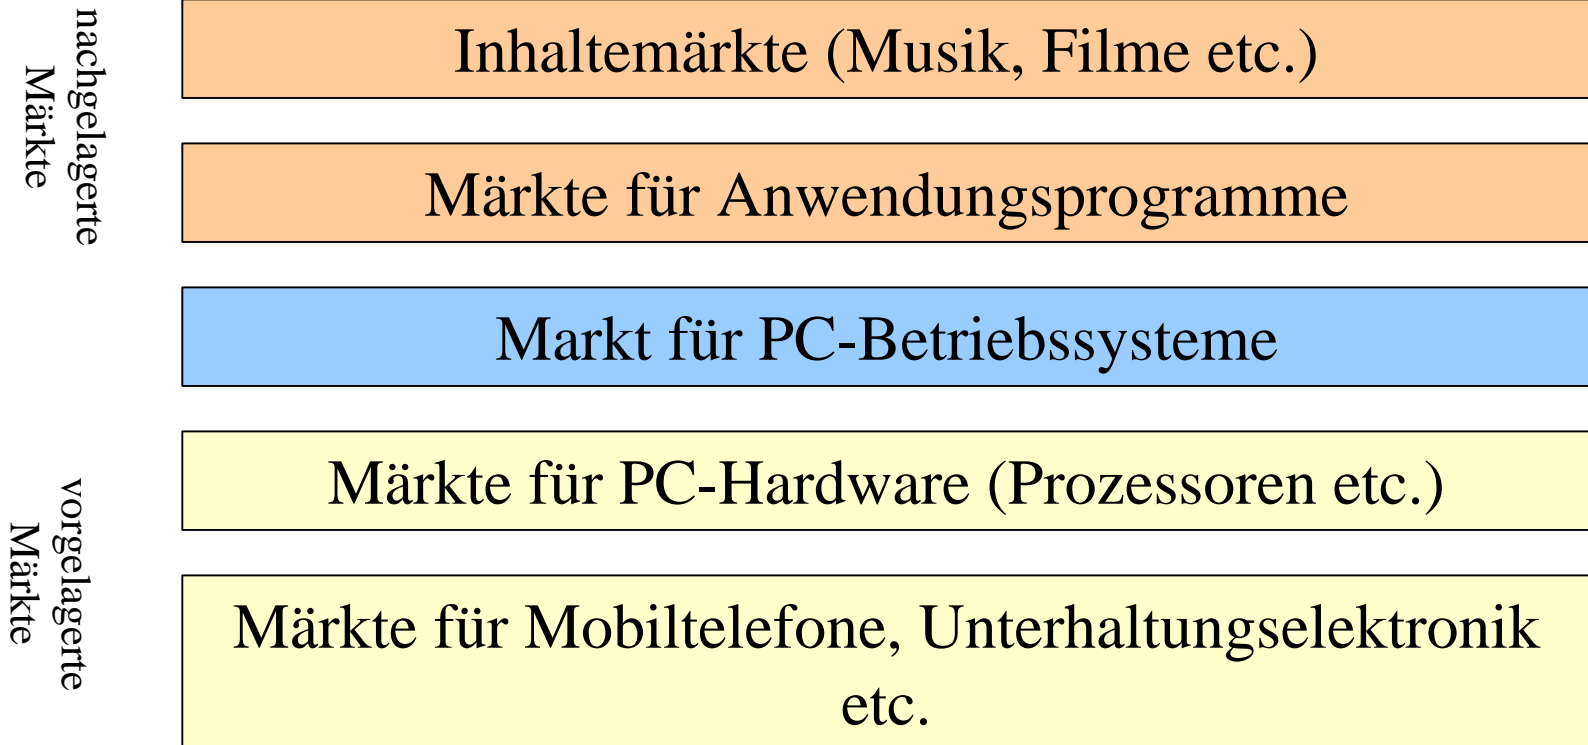 nachgelagerte
Märkte
Inhaltemärkte (Musik, Filme etc.)
Märkte für Anwendungsprogramme
Markt für PC-Betriebssysteme
vorgelagerte
Märkte
Märkte für PC-Hardware (Prozessoren etc.)
Märkte für Mobiltelefone, Unterhaltungselektronik
etc.